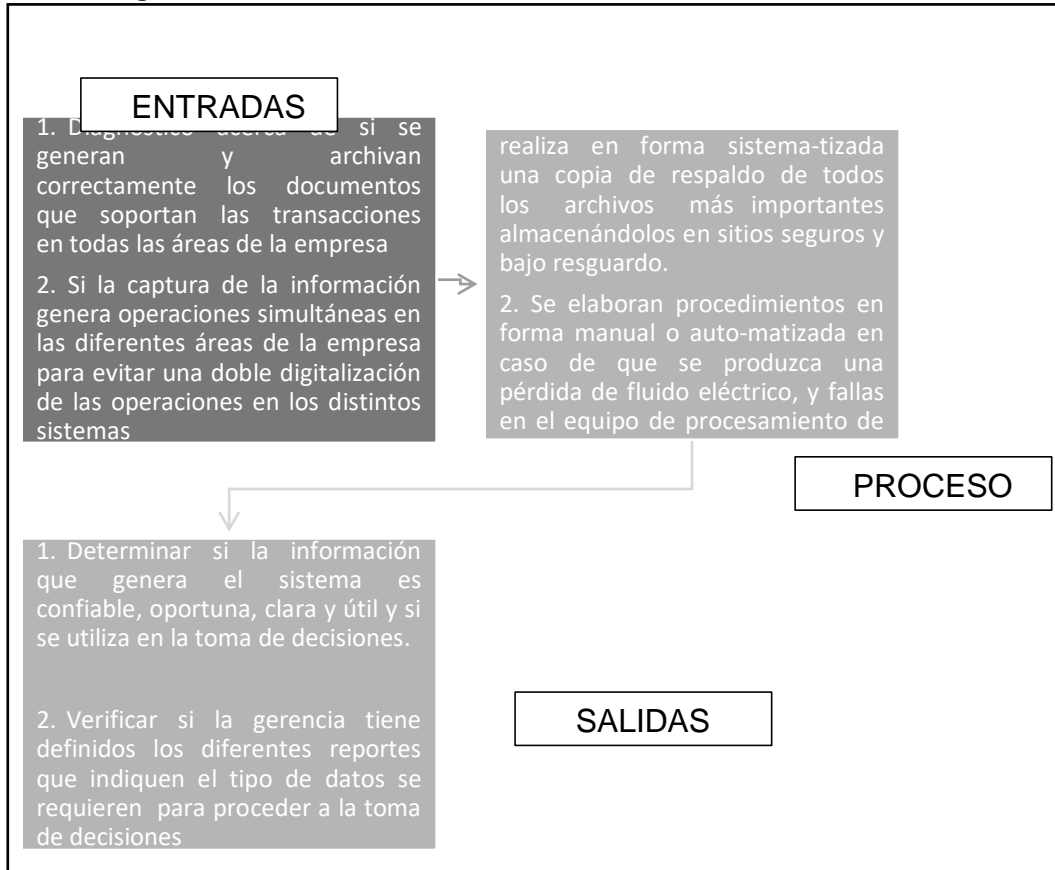 ENTRADAS
1. Diagnóstico acerca de si se
generan y archivan
correctamente los documentos
que soportan las transacciones
en todas las áreas de la empresa
2. Si la captura de la información
genera operaciones simultáneas en
las diferentes áreas de la empresa
para evitar una doble digitalización
de las operaciones en los distintos
sistemas
realiza en forma sistema-tizada
una copia de respaldo de todos
los archivos más importantes
almacenándolos en sitios seguros y
bajo resguardo.
2. Se elaboran procedimientos en
forma manual o auto-matizada en
caso de que se produzca una
pérdida de fluido eléctrico, y fallas
en el equipo de procesamiento de
PROCESO
1. Determinar si la información
que genera el sistema es
confiable, oportuna, clara y útil y si
se utiliza en la toma de decisiones.
2. Verificar si la gerencia tiene
definidos los diferentes reportes
que indiquen el tipo de datos se
requieren para proceder a la toma
de decisiones
SALIDAS